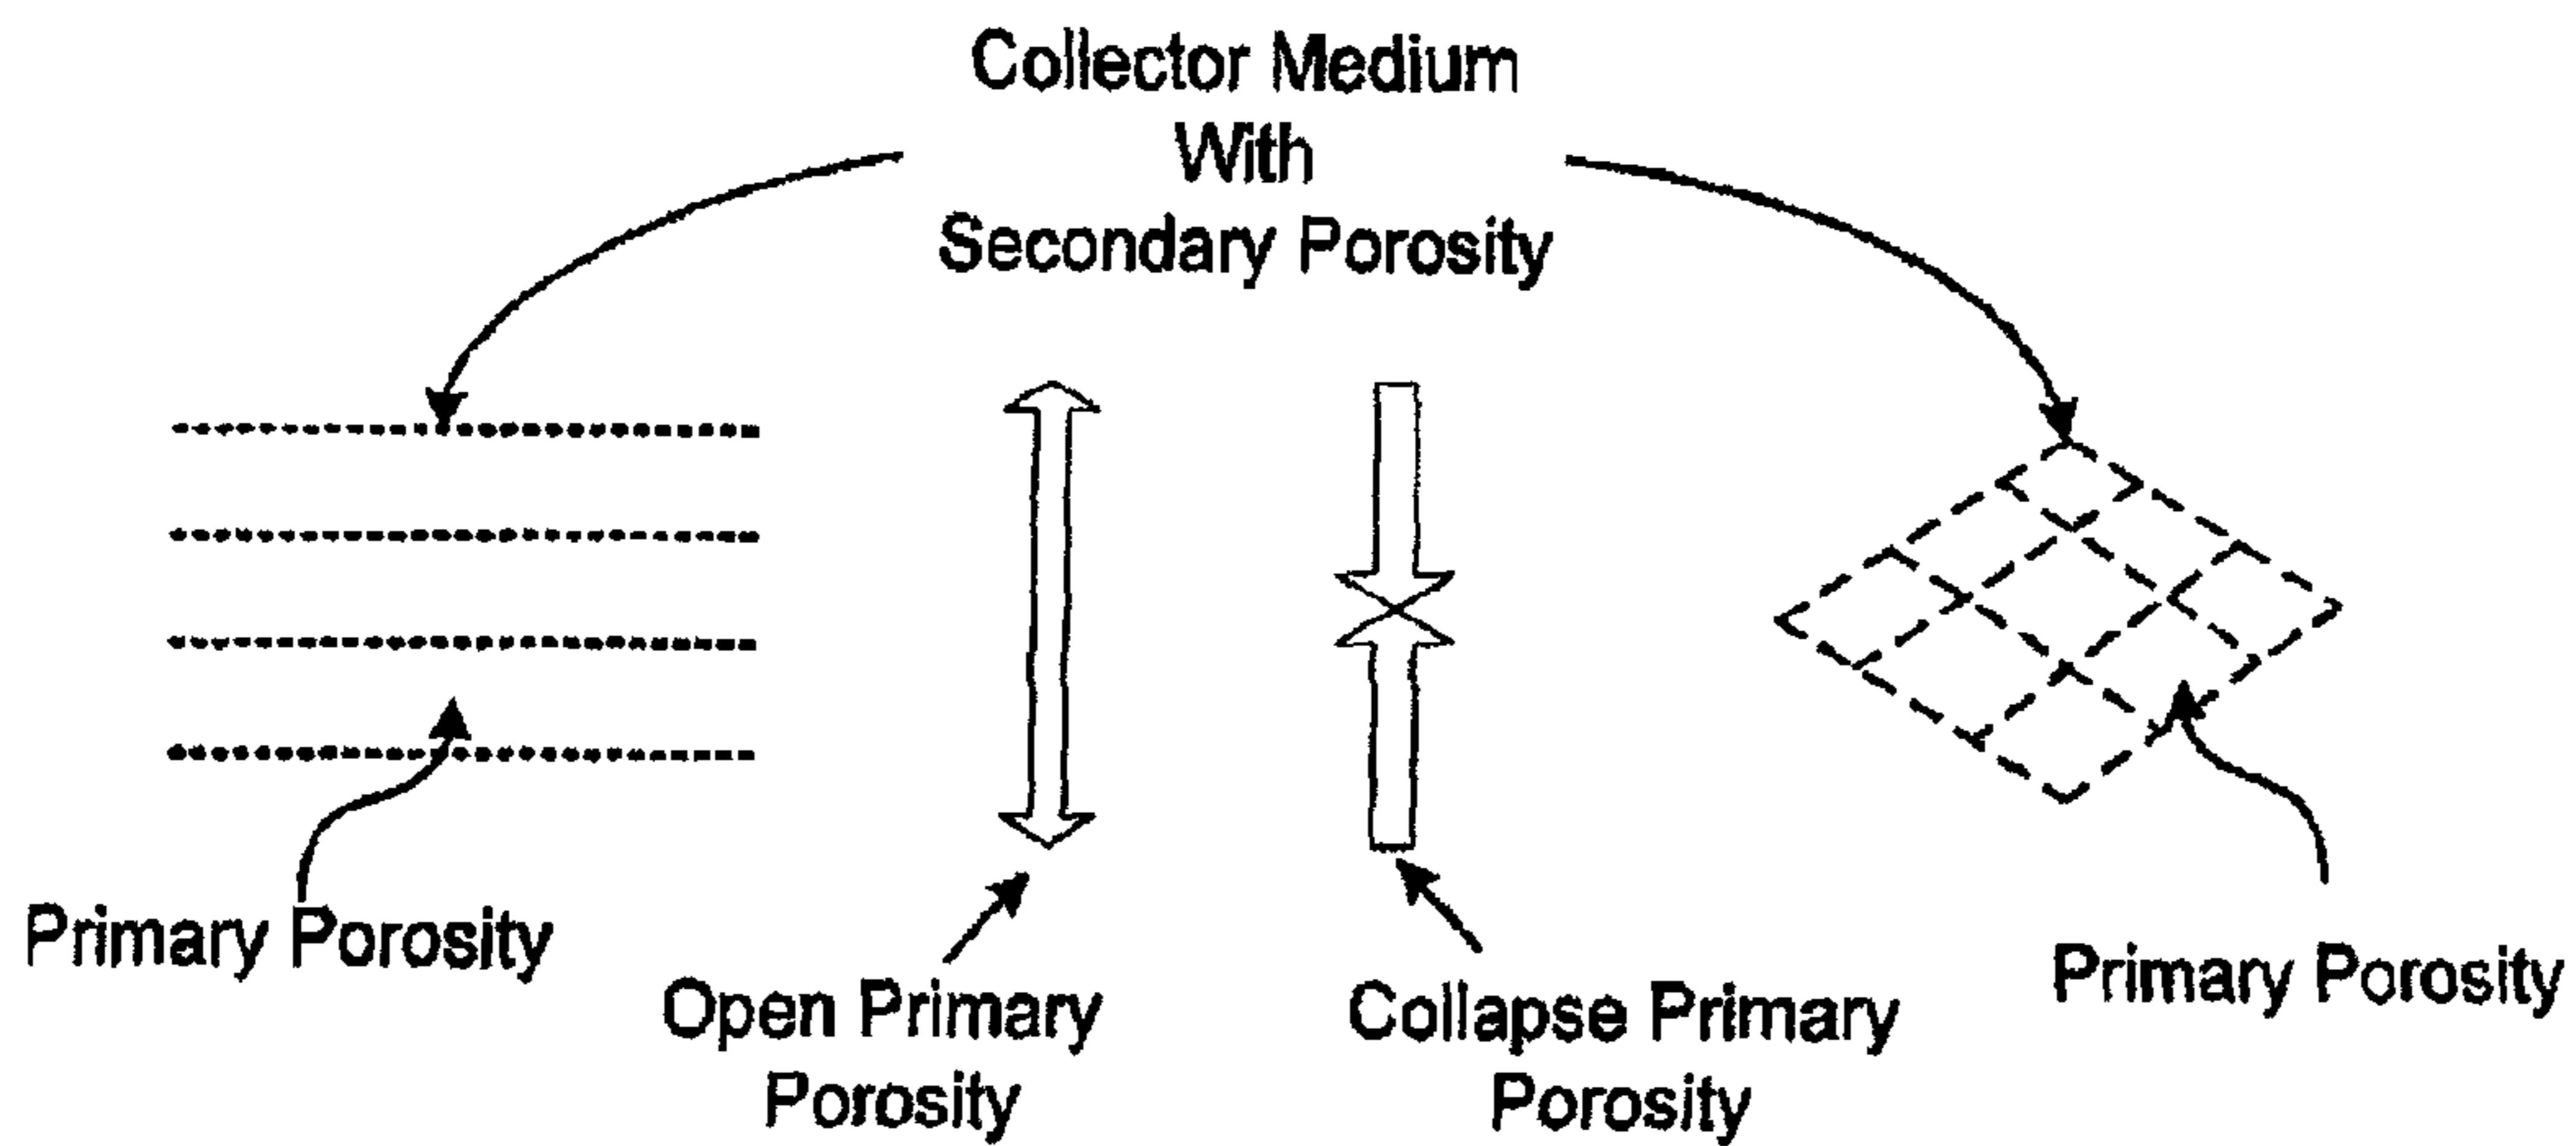 Collector Medium
With
Secondary Porosity
Primary Porosity
Open Primary
Porosity
Collapse Primary
Porosity
Primary Porosity